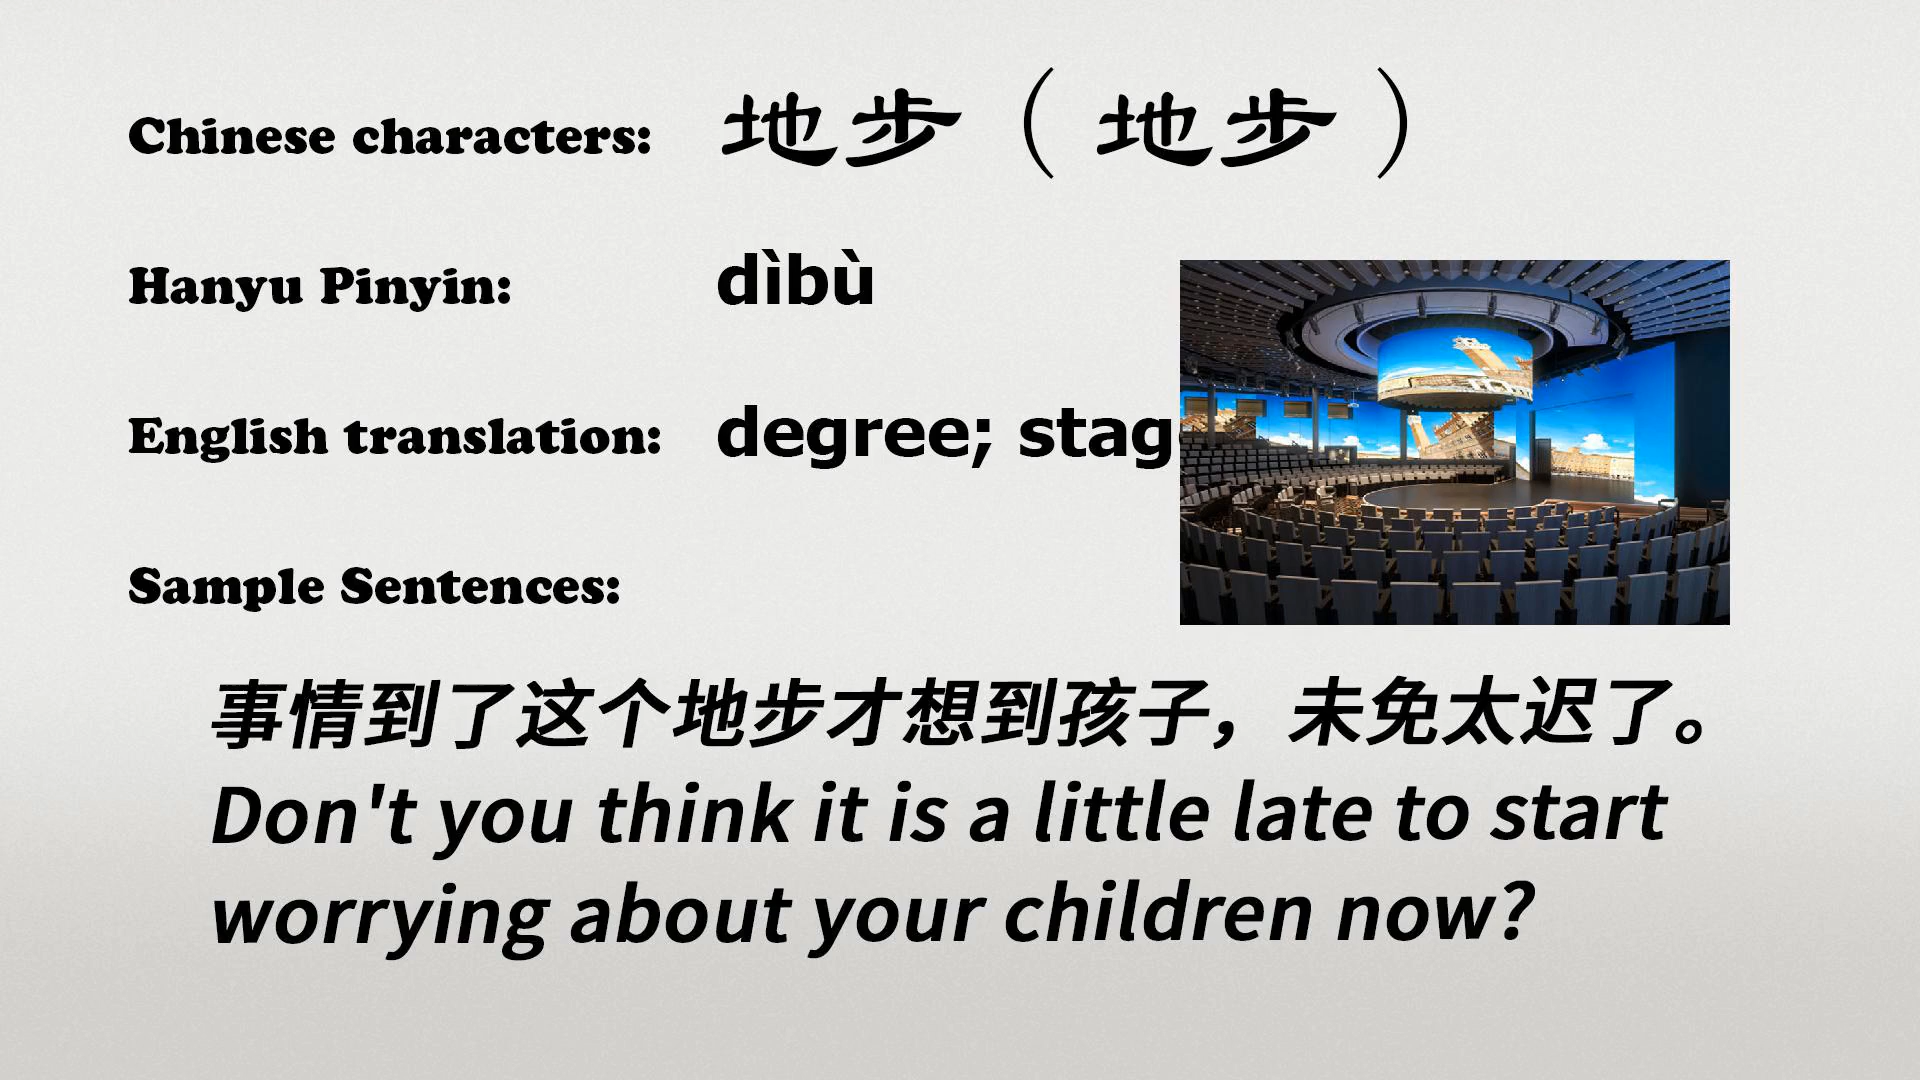 Chinese characters: 地步（地步）
Hanyu Pinyin: dìbù
English translation: degree; stag
Sample Sentences:
事情到了这个地步才想到孩子，未免太迟了。
Don't you think it is a little late to start
worrying about your children now?